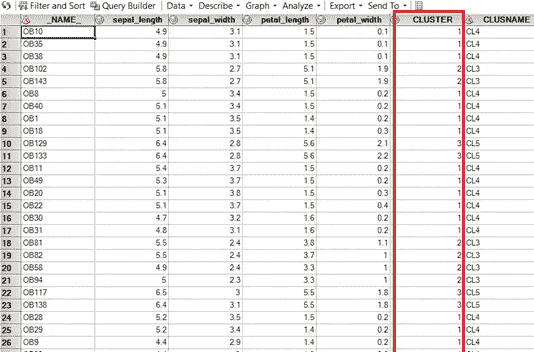 Filter and Sort Query Builder Data Describe Graph Analyze Export Send To
_NAME_ sepal_length sepal_width petal_length petal_width CLUSTER CLUSNAME
1 OB10 4.9 3.1 1.5 0.1 1 CL4
2 OB35 4.9 3.1 1.5 0.1 1 CL4
3 OB38 4.9 3.1 1.5 0.1 1 CL4
4 OB102 5.8 2.7 5.1 1.9 2 CL3
5 OB143 5.8 2.7 5.1 1.9 2 CL3
6 OB8 5 3.4 1.5 0.2 1 CL4
7 OB40 5.1 3.4 1.5 0.2 1 CL4
8 OB1 5.1 3.5 1.4 0.2 1 CL4
9 OB18 5.1 3.5 1.4 0.3 1 CL4
10 OB129 6.4 2.8 5.6 2.1 3 CL5
11 OB133 6.4 2.8 5.6 2.2 3 CL5
12 OB11 5.4 3.7 1.5 0.2 1 CL4
13 OB49 5.3 3.7 1.5 0.2 1 CL4
14 OB20 5.1 3.8 1.5 0.3 1 CL4
15 OB22 5.1 3.7 1.5 0.4 1 CL4
16 OB30 4.7 3.2 1.6 0.2 1 CL4
17 OB31 4.8 3.1 1.6 0.2 1 CL4
18 OB81 5.5 2.4 3.8 1.1 2 CL3
19 OB82 5.5 2.4 3.7 1 2 CL3
20 OB58 4.9 2.4 3.3 1 2 CL3
21 OB94 5 2.3 3.3 1 2 CL3
22 OB117 6.5 3 5.5 1.8 3 CL5
23 OB138 6.4 3.1 5.5 1.8 3 CL5
24 OB28 5.2 3.5 1.5 0.2 1 CL4
25 OB29 5.2 3.4 1.4 0.2 1 CL4
26 OB9 4.4 2.9 1.4 0.2 1 CL4